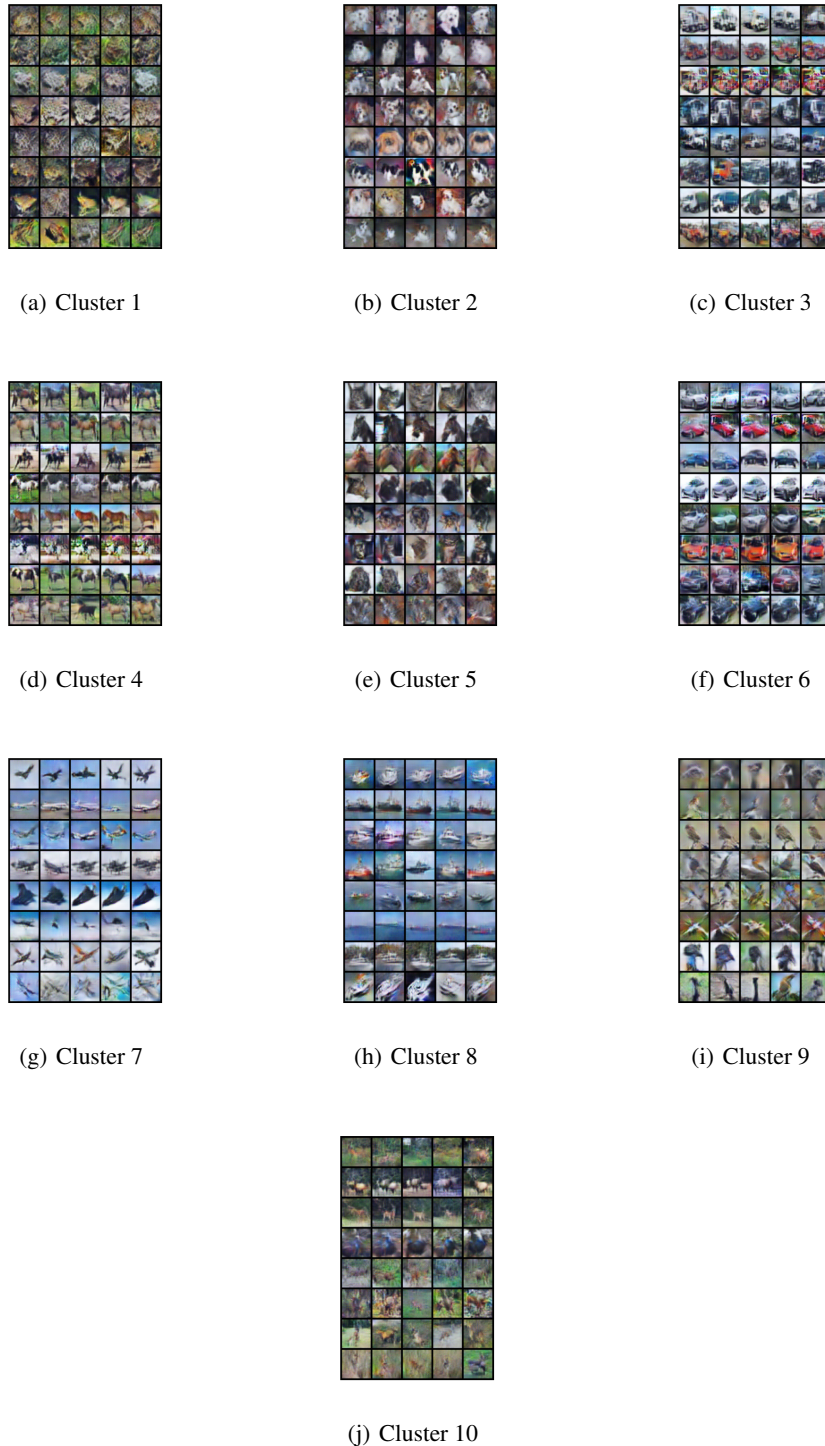 (a) Cluster 1
(b) Cluster 2
(c) Cluster 3
(d) Cluster 4
(e) Cluster 5
(f) Cluster 6
(g) Cluster 7
(h) Cluster 8
(i) Cluster 9
(j) Cluster 10